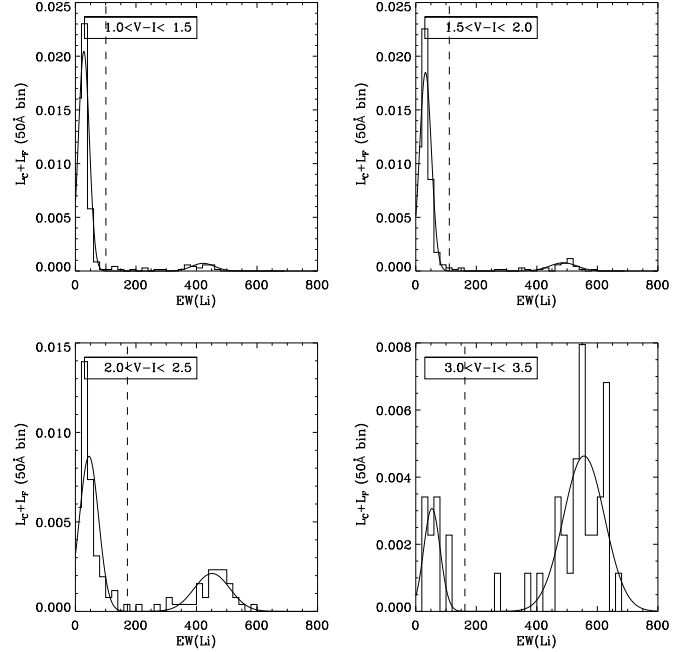 0.025
0.020
0.015
0.010
0.005
0.000
L_C+L_F (50Å bin)
1.0<V−I< 1.5
0 200 400 600 800
EW(Li)
0.025
0.020
0.015
0.010
0.005
0.000
L_C+L_F (50Å bin)
1.5<V−I< 2.0
0 200 400 600 800
EW(Li)
0.015
0.010
0.005
0.000
L_C+L_F (50Å bin)
2.0<V−I< 2.5
0 200 400 600 800
EW(Li)
0.008
0.006
0.004
0.002
0.000
L_C+L_F (50Å bin)
3.0<V−I< 3.5
0 200 400 600 800
EW(Li)